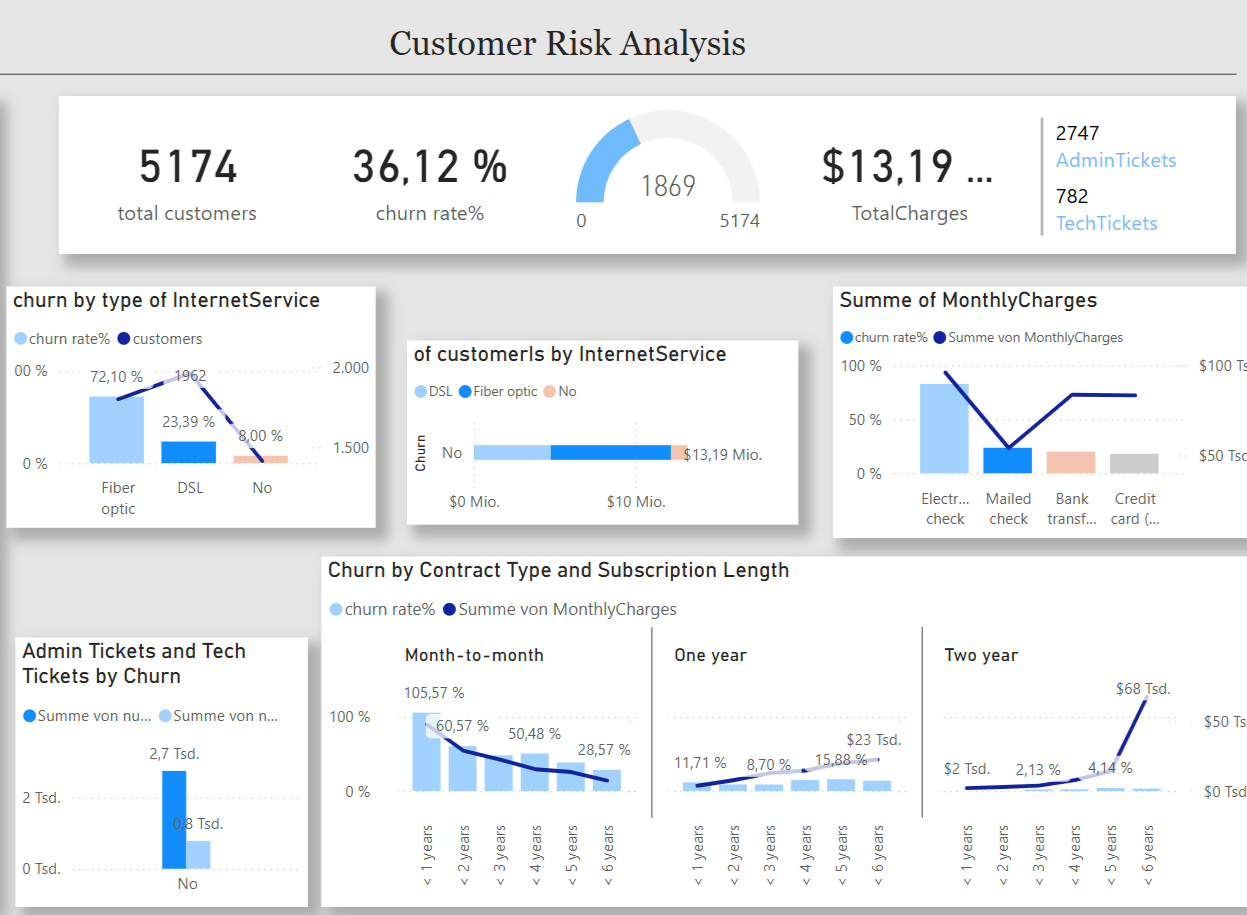 Customer Risk Analysis
5174
total customers
36,12 %
churn rate%
1869
0
5174
$13,19 ...
TotalCharges
2747
AdminTickets
782
TechTickets
churn by type of InternetService
churn rate% customers
00 %
0 %
72,10 %
1962
23,39 %
8,00 %
2.000
1.500
Fiber
optic
DSL
No
of customerIs by InternetService
DSL Fiber optic No
Churn
No
$13,19 Mio.
$0 Mio.
$10 Mio.
Summe of MonthlyCharges
churn rate% Summe von MonthlyCharges
100 %
50 %
0 %
$100 Ts
$50 Tsd
Electr...
check
Mailed
check
Bank
transf...
Credit
card (...
Admin Tickets and Tech
Tickets by Churn
Summe von nu... Summe von n...
2,7 Tsd.
2 Tsd.
0,8 Tsd.
0 Tsd.
No
Churn by Contract Type and Subscription Length
churn rate% Summe von MonthlyCharges
Month-to-month
One year
Two year
105,57 %
100 %
60,57 %
50,48 %
28,57 %
0 %
11,71 %
8,70 %
15,88 %
$23 Tsd.
$2 Tsd.
2,13 %
4,14 %
$68 Tsd.
$50 Ts
$0 Tsd
< 1 years
< 2 years
< 3 years
< 4 years
< 5 years
< 6 years
< 1 years
< 2 years
< 3 years
< 4 years
< 5 years
< 6 years
< 1 years
< 2 years
< 3 years
< 4 years
< 5 years
< 6 years